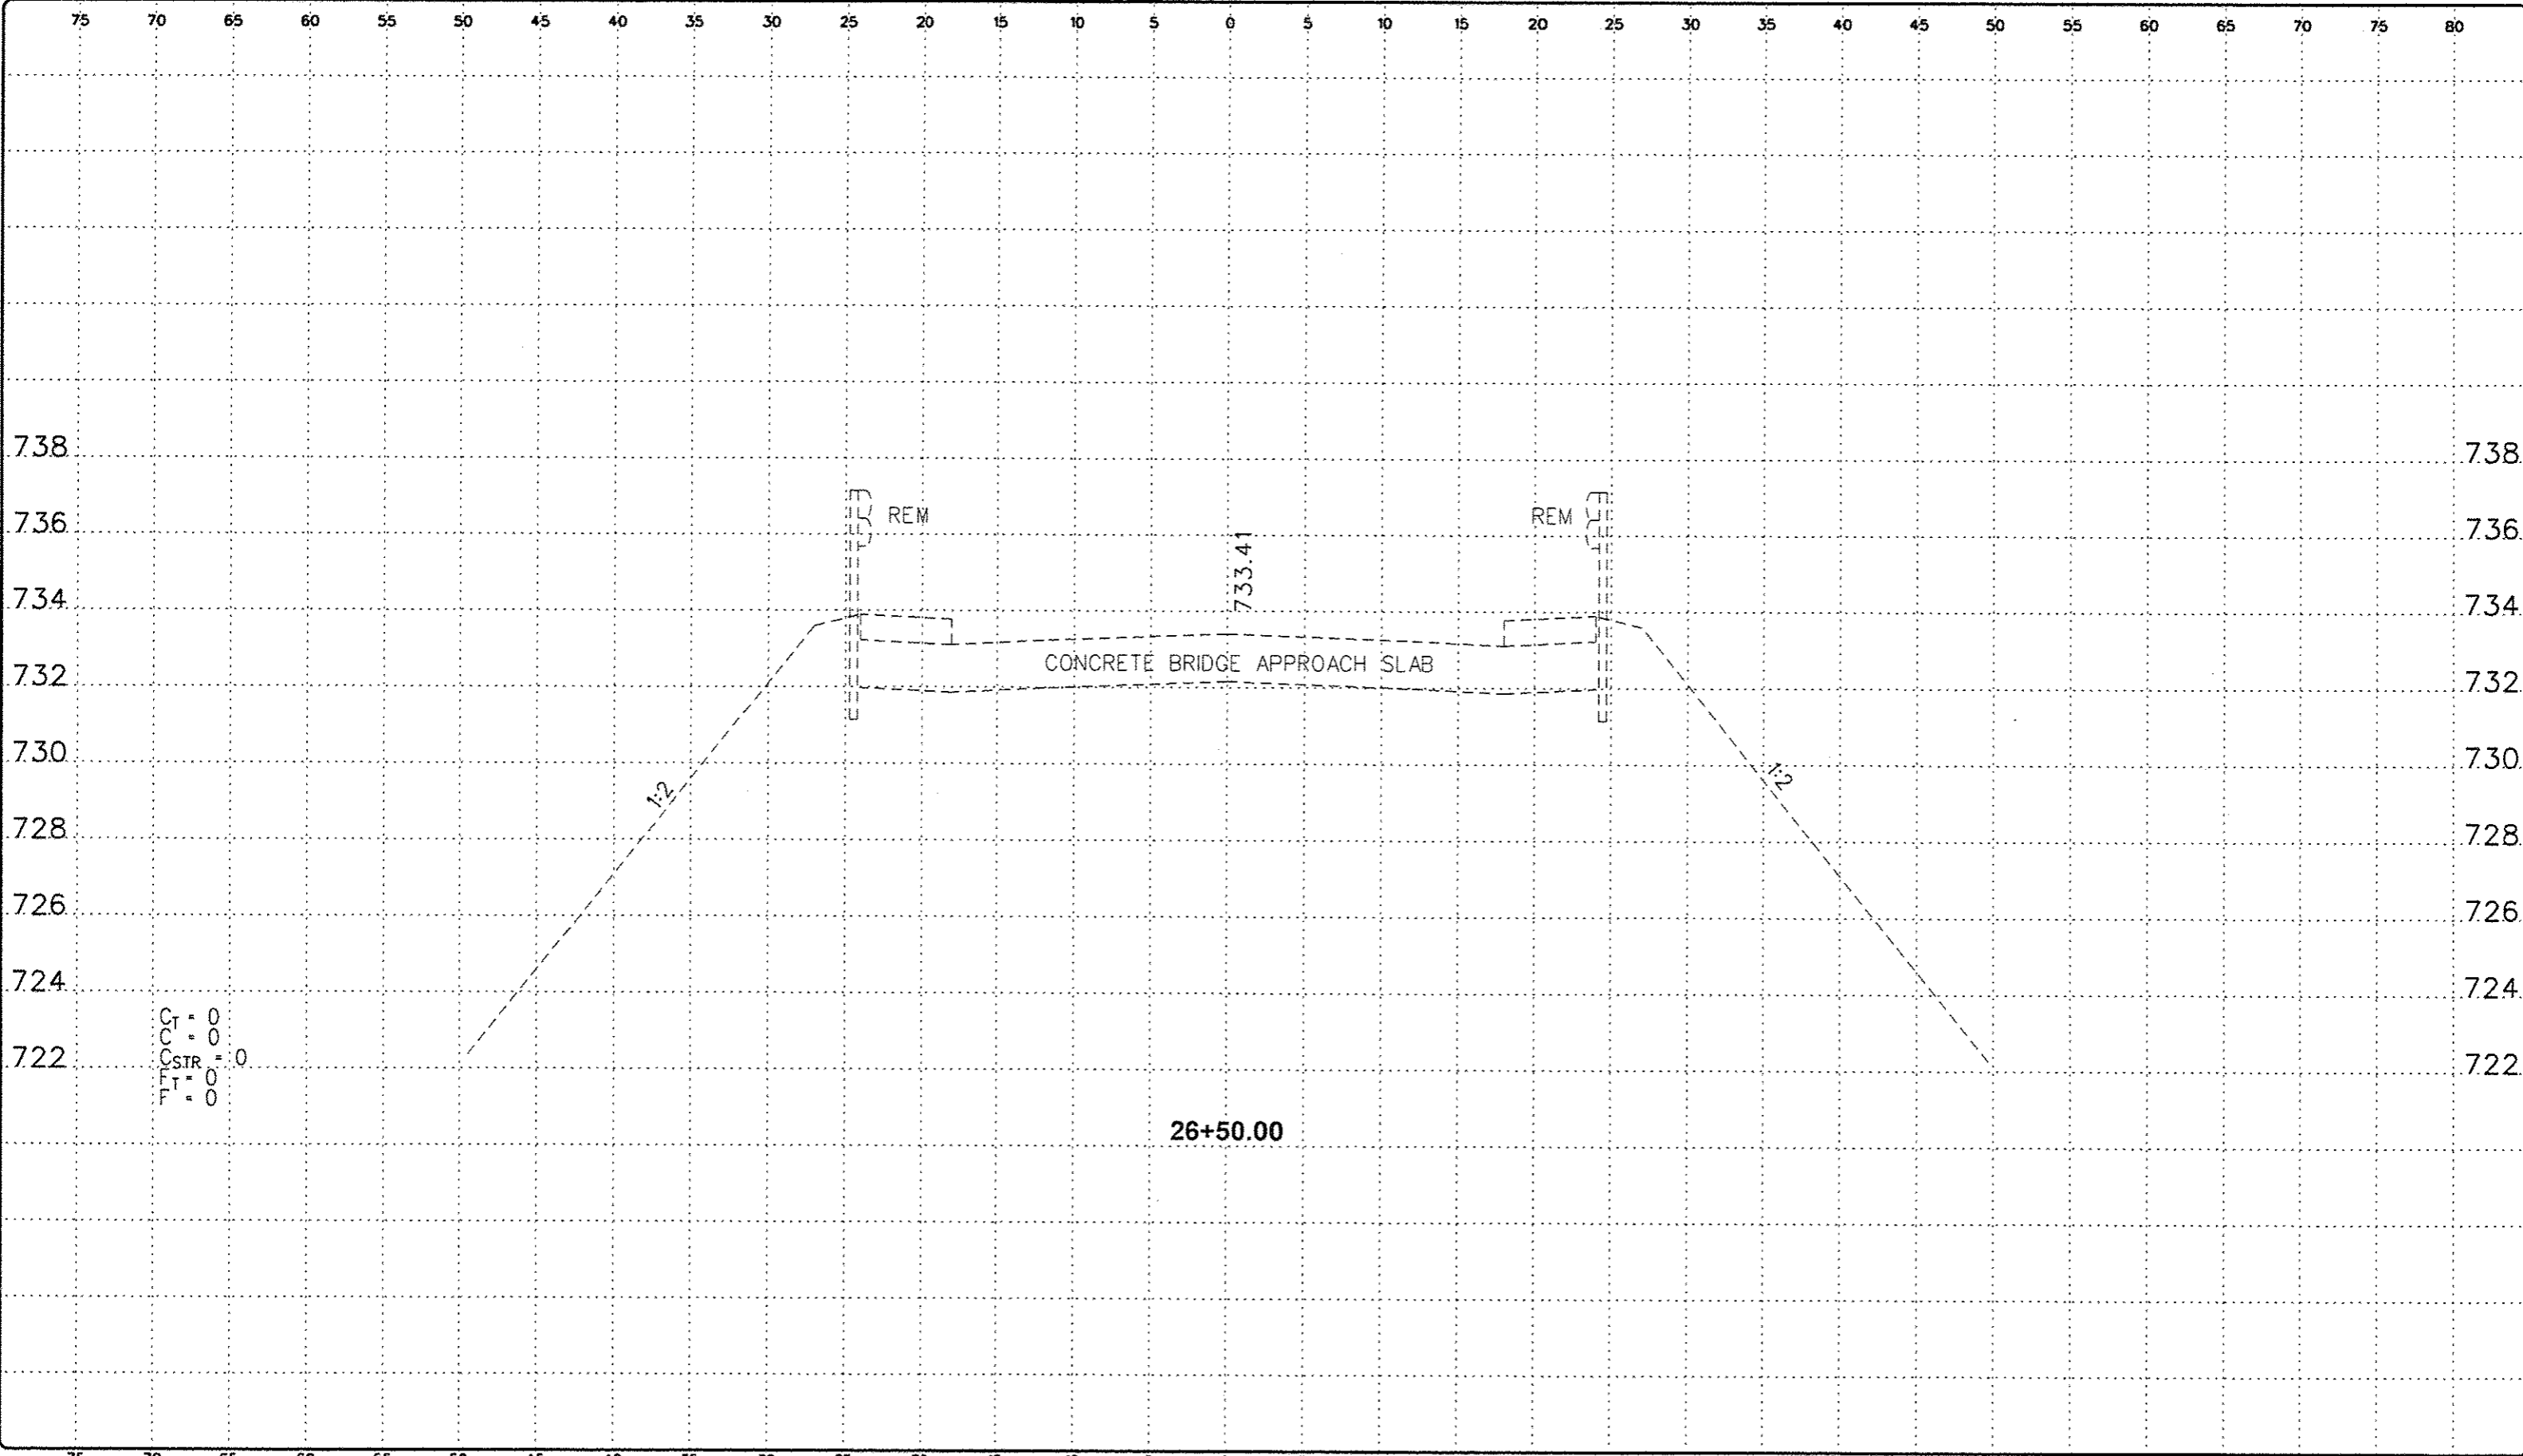 75 70 65 60 55 50 45 40 35 30 25 20 15 10 5 0 5 10 15 20 25 30 35 40 45 50 55 60 65 70 75 80
738 738
REM REM
736 736
733.41
734 734
CONCRETE BRIDGE APPROACH SLAB
732 732
730 730
1:2 1:2
728 728
726 726
724 724
CT = 0
C = 0
CSTR = 0
722 722
FT = 0
F = 0
26+50.00